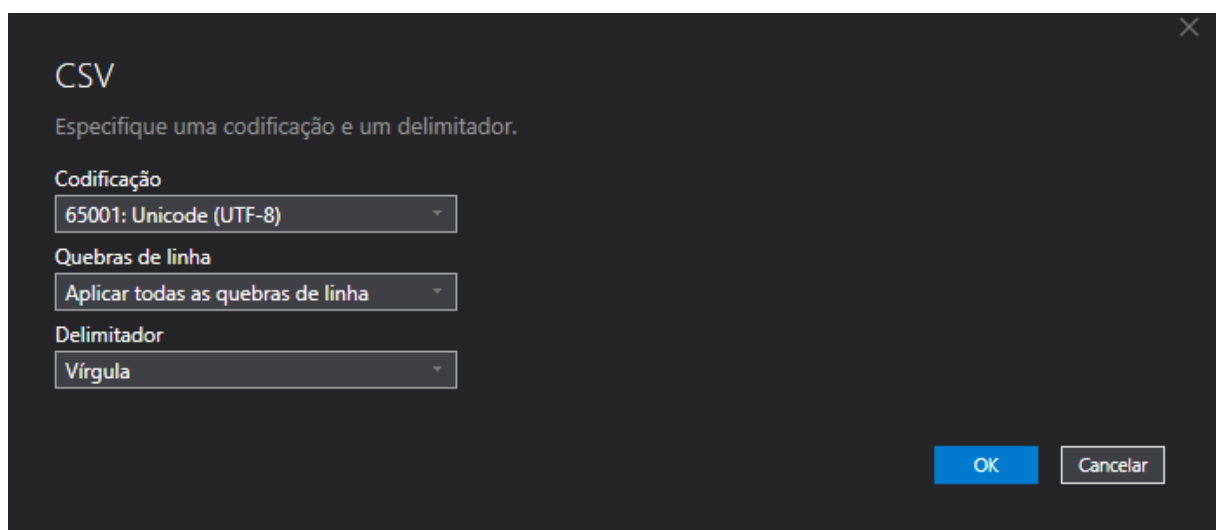 CSV
Especifique uma codificação e um delimitador.
Codificação
65001: Unicode (UTF-8)
Quebras de linha
Aplicar todas as quebras de linha
Delimitador
Vírgula
OK
Cancelar